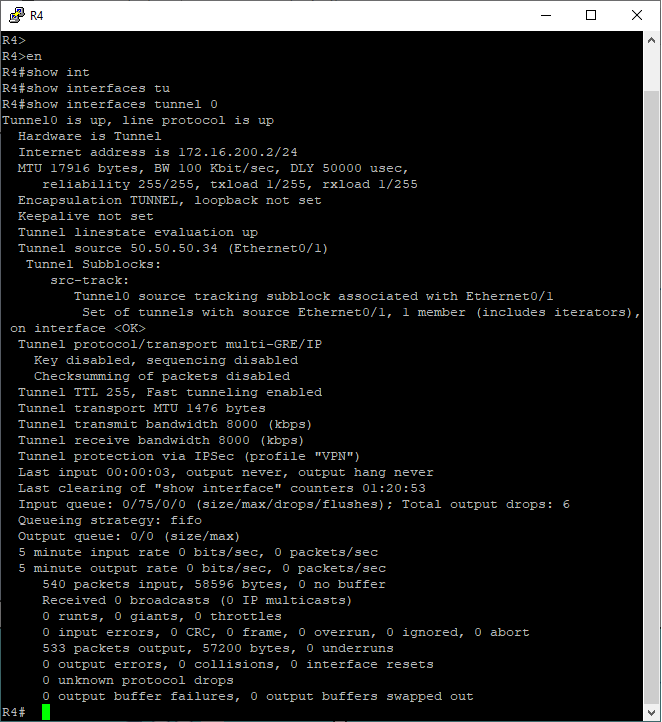 R4
R4>
R4>en
R4#show int
R4#show interfaces tu
R4#show interfaces tunnel 0
Tunnel0 is up, line protocol is up
  Hardware is Tunnel
  Internet address is 172.16.200.2/24
  MTU 17916 bytes, BW 100 Kbit/sec, DLY 50000 usec,
     reliability 255/255, txload 1/255, rxload 1/255
  Encapsulation TUNNEL, loopback not set
  Keepalive not set
  Tunnel linestate evaluation up
  Tunnel source 50.50.50.34 (Ethernet0/1)
   Tunnel Subblocks:
      src-track:
         Tunnel0 source tracking subblock associated with Ethernet0/1
          Set of tunnels with source Ethernet0/1, 1 member (includes iterators),
 on interface <OK>
  Tunnel protocol/transport multi-GRE/IP
    Key disabled, sequencing disabled
    Checksumming of packets disabled
  Tunnel TTL 255, Fast tunneling enabled
  Tunnel transport MTU 1476 bytes
  Tunnel transmit bandwidth 8000 (kbps)
  Tunnel receive bandwidth 8000 (kbps)
  Tunnel protection via IPSec (profile "VPN")
  Last input 00:00:03, output never, output hang never
  Last clearing of "show interface" counters 01:20:53
  Input queue: 0/75/0/0 (size/max/drops/flushes); Total output drops: 6
  Queueing strategy: fifo
  Output queue: 0/0 (size/max)
  5 minute input rate 0 bits/sec, 0 packets/sec
  5 minute output rate 0 bits/sec, 0 packets/sec
     540 packets input, 58596 bytes, 0 no buffer
     Received 0 broadcasts (0 IP multicasts)
     0 runts, 0 giants, 0 throttles
     0 input errors, 0 CRC, 0 frame, 0 overrun, 0 ignored, 0 abort
     533 packets output, 57200 bytes, 0 underruns
     0 output errors, 0 collisions, 0 interface resets
     0 unknown protocol drops
     0 output buffer failures, 0 output buffers swapped out
R4#